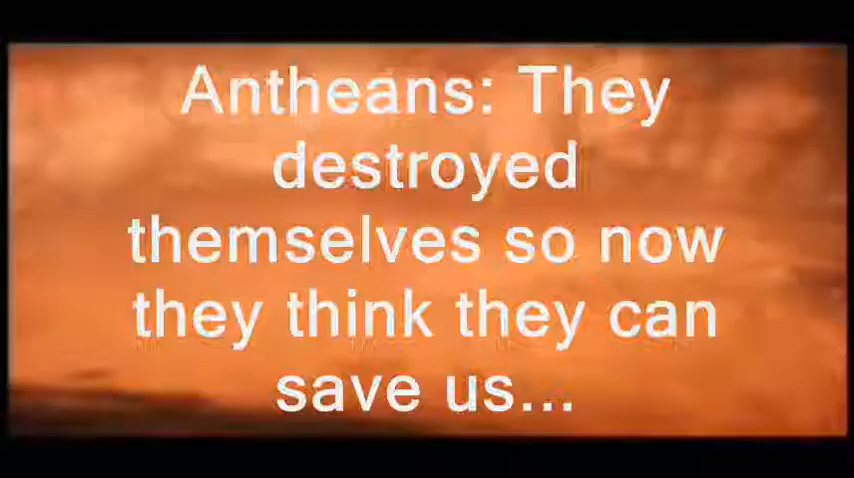 Antheans: They
destroyed
themselves so now
they think they can
save us...